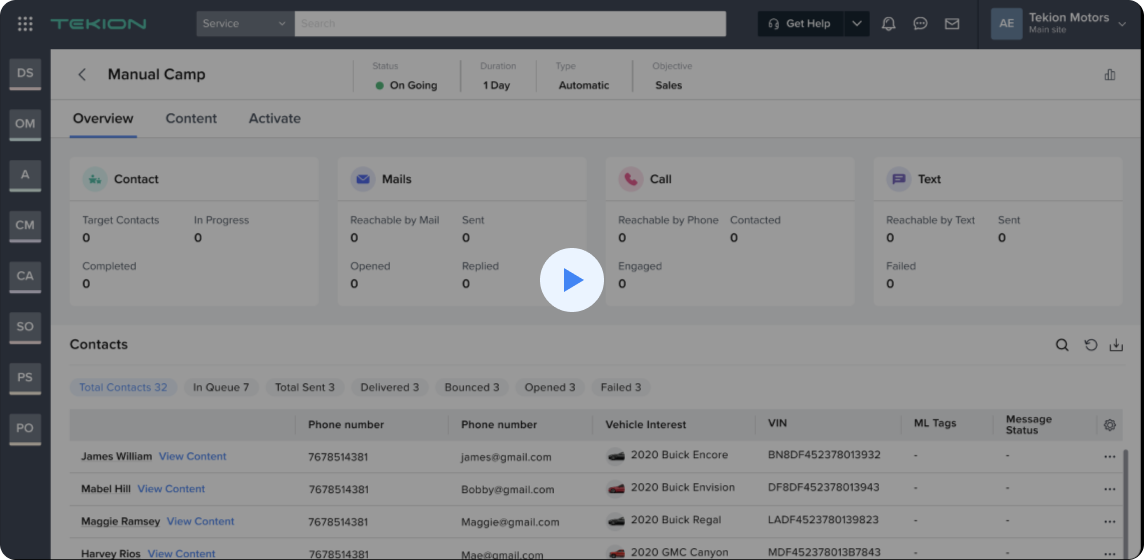 TEKION Service Search Get Help AE Tekion Motors
Main site
DS
OM
A
CM
CA
SO
PS
PO
Manual Camp
Status Duration Type Objective
On Going 1 Day Automatic Sales
Overview Content Activate
Contact Mails Call Text
Target Contacts In Progress Reachable by Mail Sent Reachable by Phone Contacted Reachable by Text Sent
0 0 0 0 0 0 0 0
Completed Opened Replied Engaged Failed
0 0 0 0 0
Contacts
Total Contacts 32 In Queue 7 Total Sent 3 Delivered 3 Bounced 3 Opened 3 Failed 3
Phone number Phone number Vehicle Interest VIN ML Tags Message
Status
James William View Content 7678514381 james@gmail.com 2020 Buick Encore BN8DF452378013932 - -
Mabel Hill View Content 7678514381 Bobby@gmail.com 2020 Buick Envision DF8DF452378013943 - -
Maggie Ramsey View Content 7678514381 Maggie@gmail.com 2020 Buick Regal LADF4523780139823 - -
Harvey Rios View Content 7678514381 Mae@gmail.com 2020 GMC Canyon MDF452378013B7843 - -